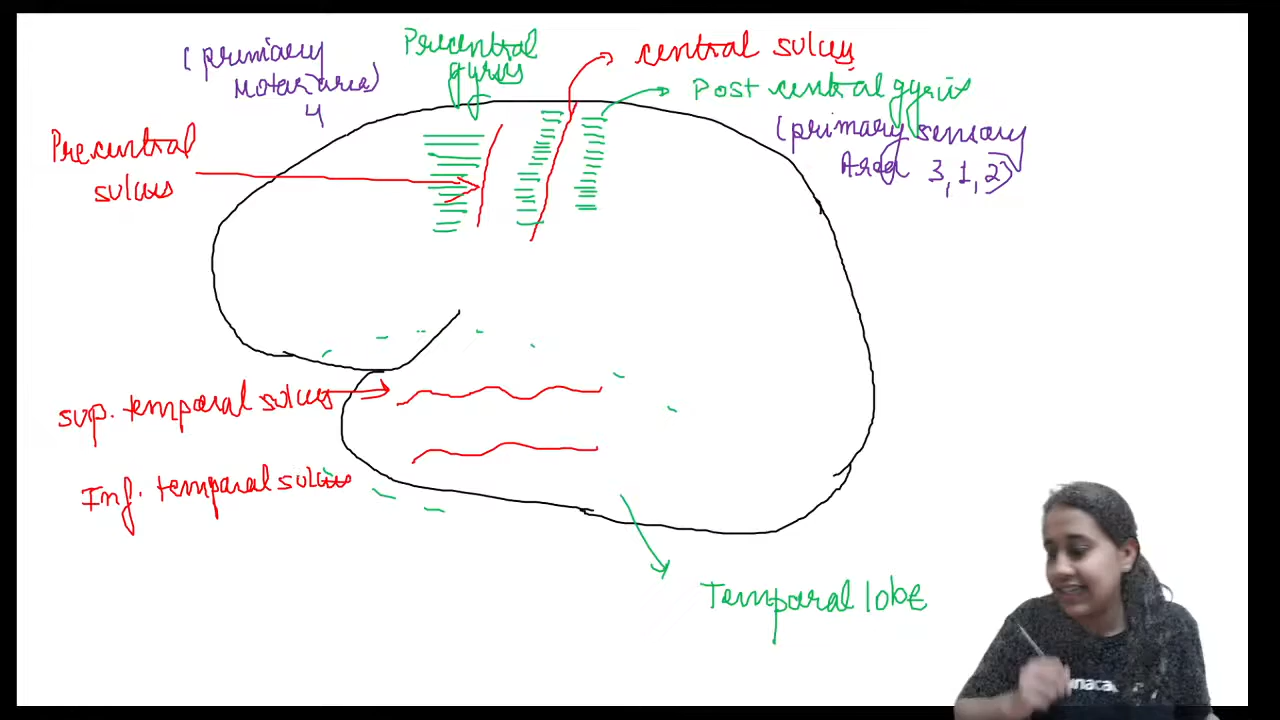 (primary
Motar area)
4
Precentral
gyrus
central sulcus
Post central gyrus
(primary sensory
Area 3, 1, 2)
Precentral
sulcus
sup. temporal sulcus
Inf. temporal sulcus
Temporal lobe